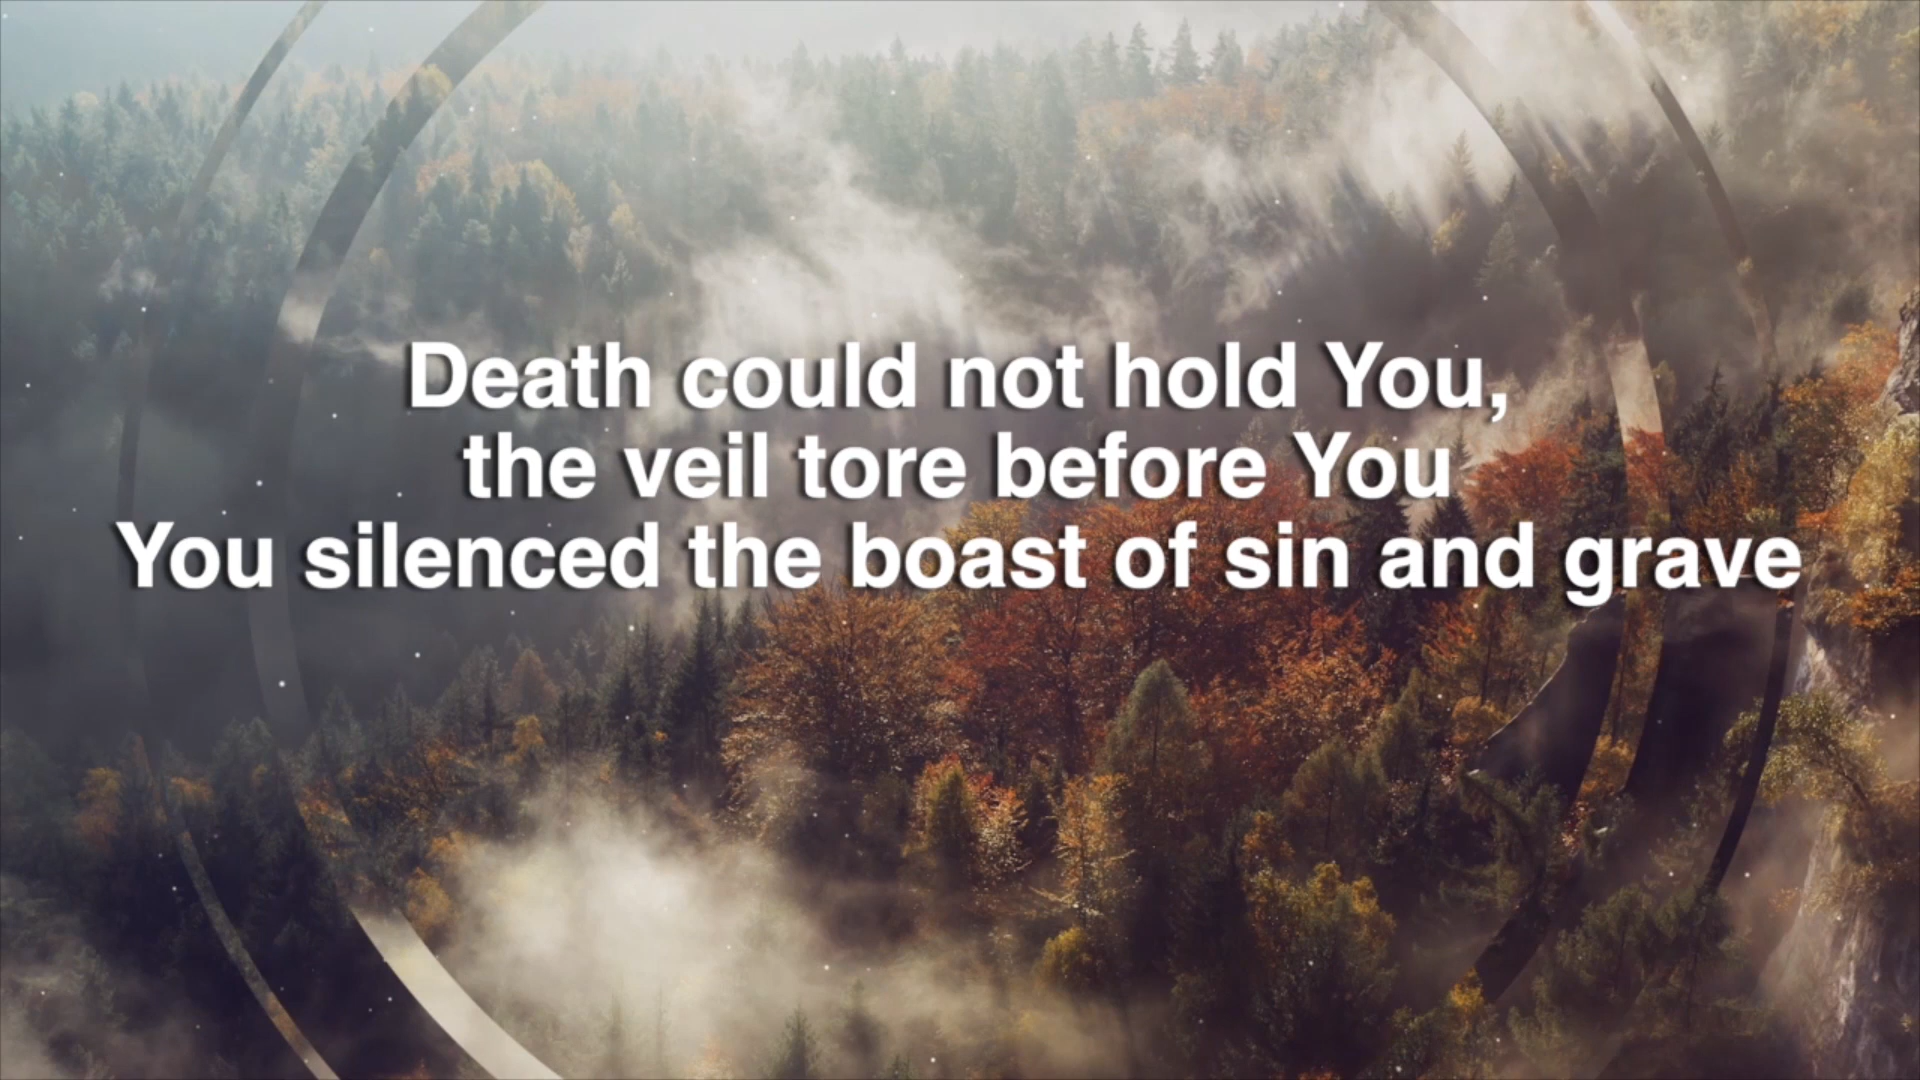 Death could not hold You,
the veil tore before You
You silenced the boast of sin and grave